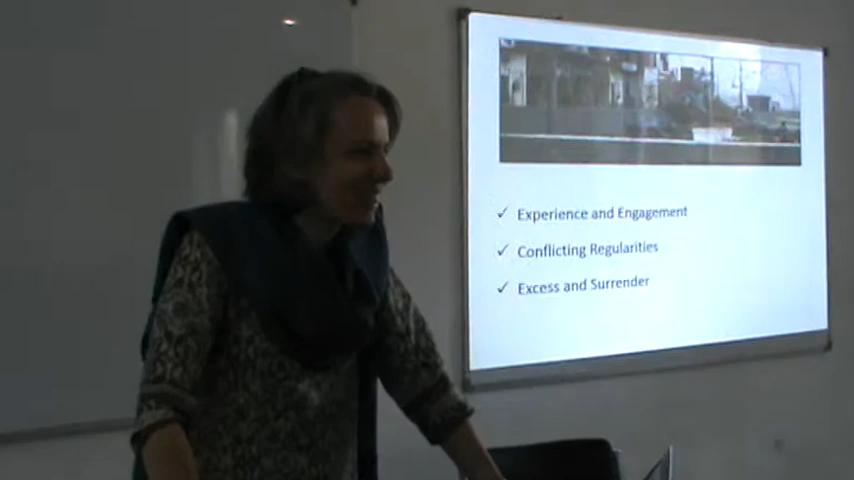 ✓ Experience and Engagement
✓ Conflicting Regularities
✓ Excess and Surrender